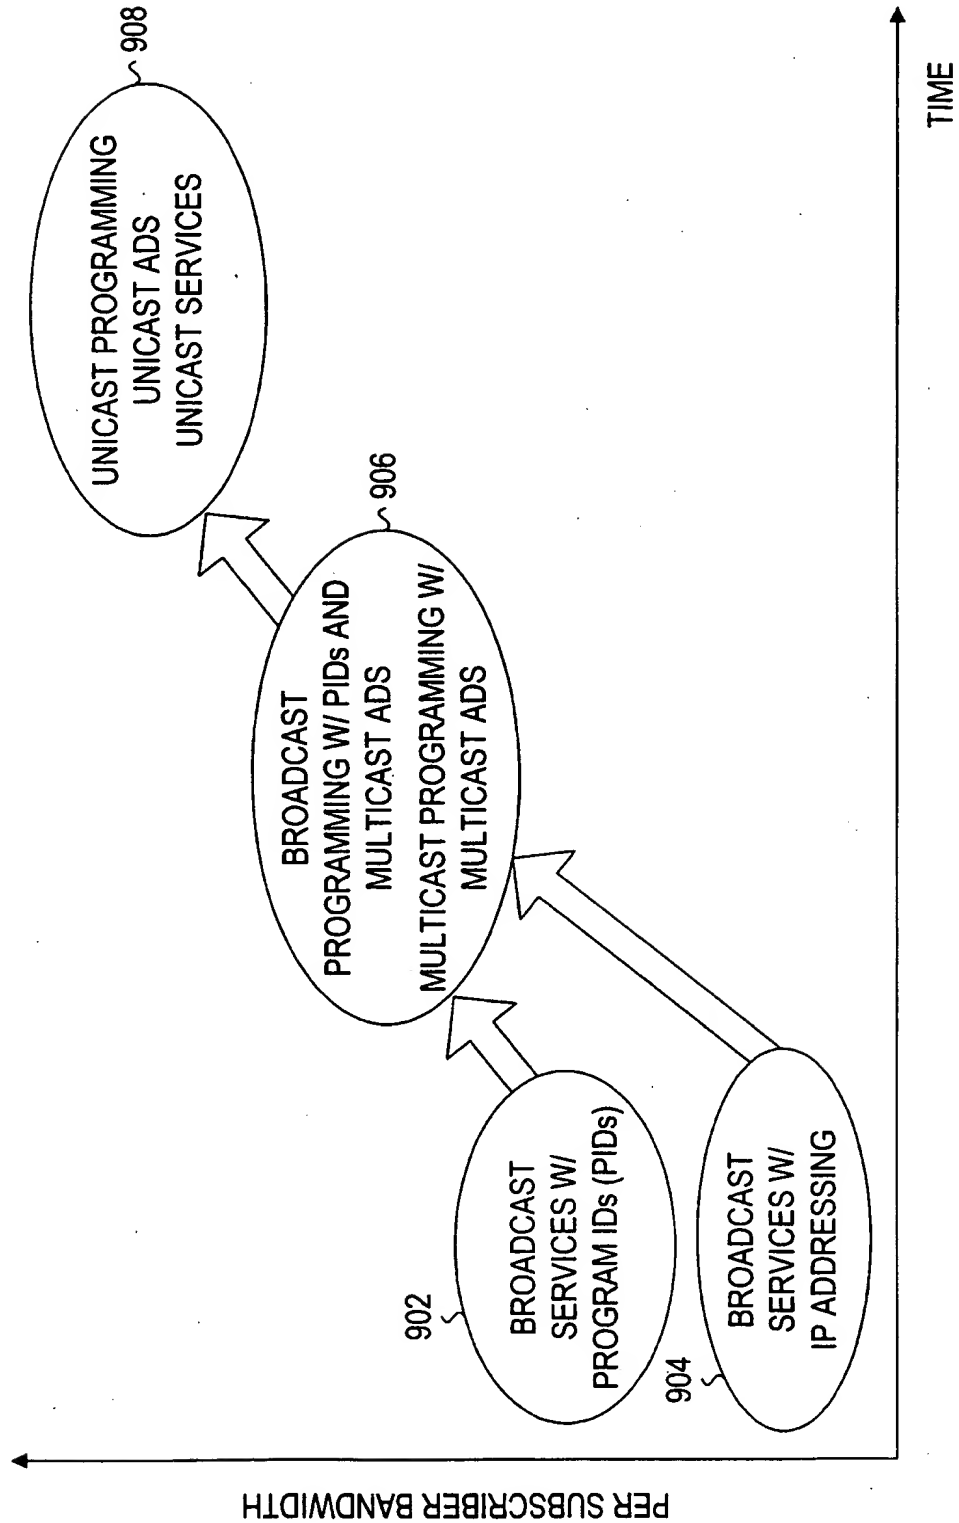 908
UNICAST PROGRAMMING
UNICAST ADS
UNICAST SERVICES
906
BROADCAST
PROGRAMMING W/ PIDs AND
MULTICAST ADS
MULTICAST PROGRAMMING W/
MULTICAST ADS
902
BROADCAST
SERVICES W/
PROGRAM IDs (PIDs)
904
BROADCAST
SERVICES W/
IP ADDRESSING
PER SUBSCRIBER BANDWIDTH
TIME